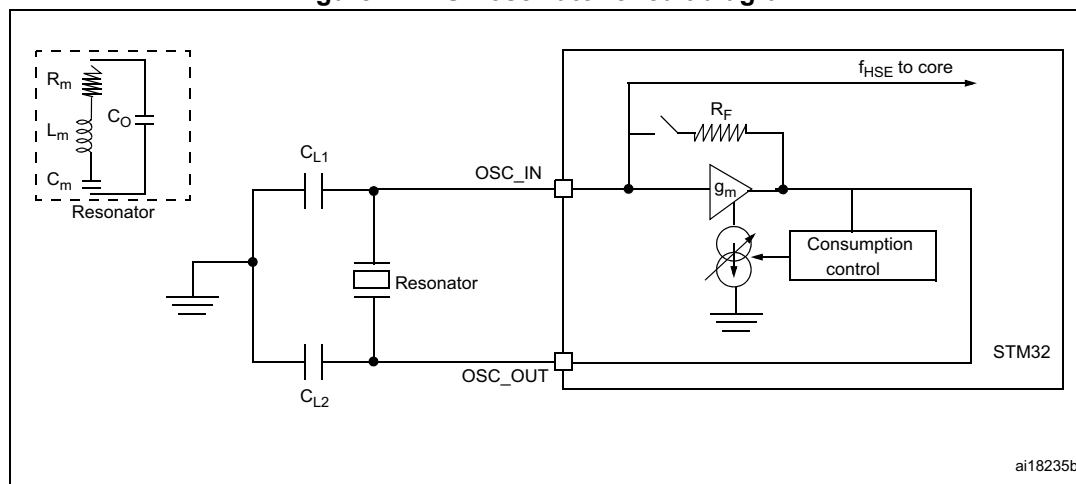 R_m
L_m
C_m
C_O
Resonator
C_L1
C_L2
Resonator
OSC_IN
OSC_OUT
f_HSE to core
R_F
g_m
Consumption
control
STM32
ai18235b